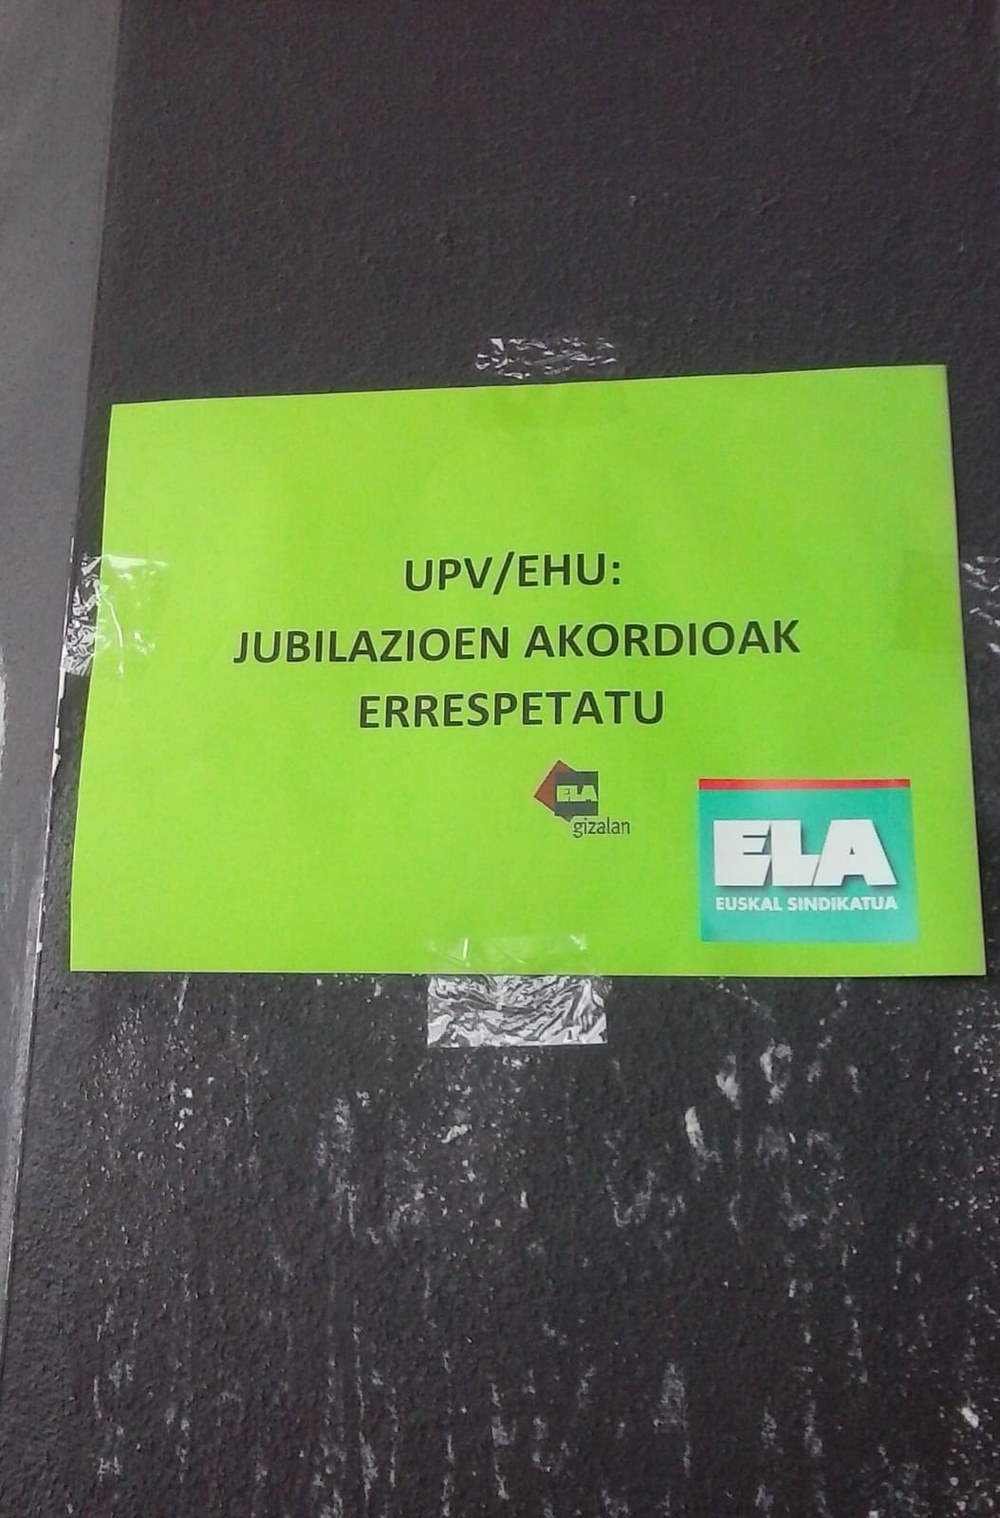 UPV/EHU:
JUBILAZIOEN AKORDIOAK
ERRESPETATU
ELA
gizalan
ELA
EUSKAL SINDIKATUA